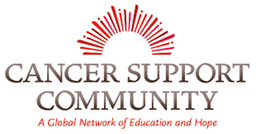 CANCER SUPPORT
COMMUNITY
A Global Network of Education and Hope